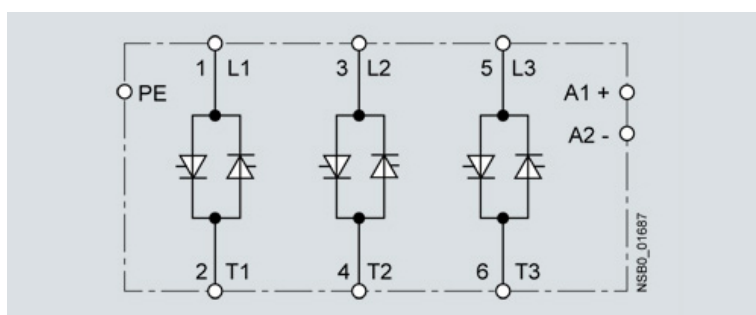 1 L1
3 L2
5 L3
PE
A1 +
A2 -
2 T1
4 T2
6 T3
NSB0_01687